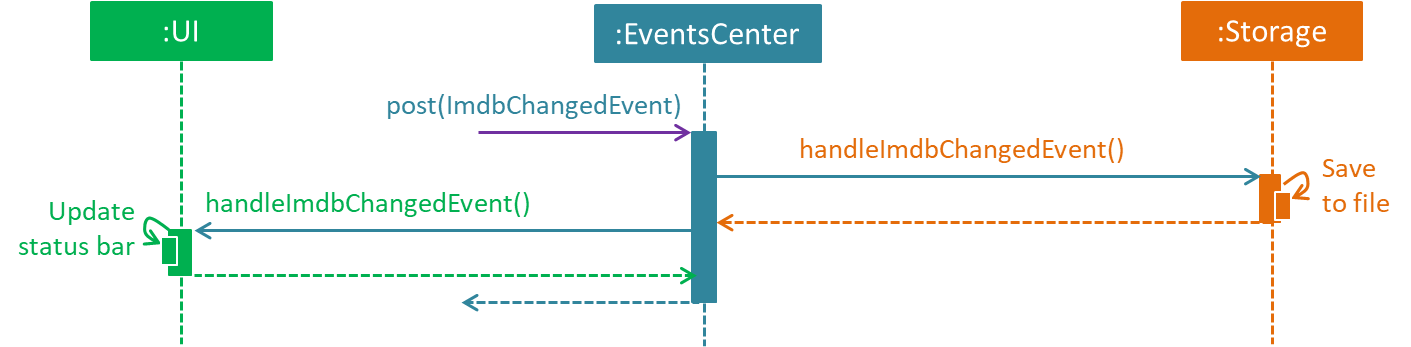 :UI
:EventsCenter
:Storage
post(ImdbChangedEvent)
handleImdbChangedEvent()
Save
to file
handleImdbChangedEvent()
Update
status bar